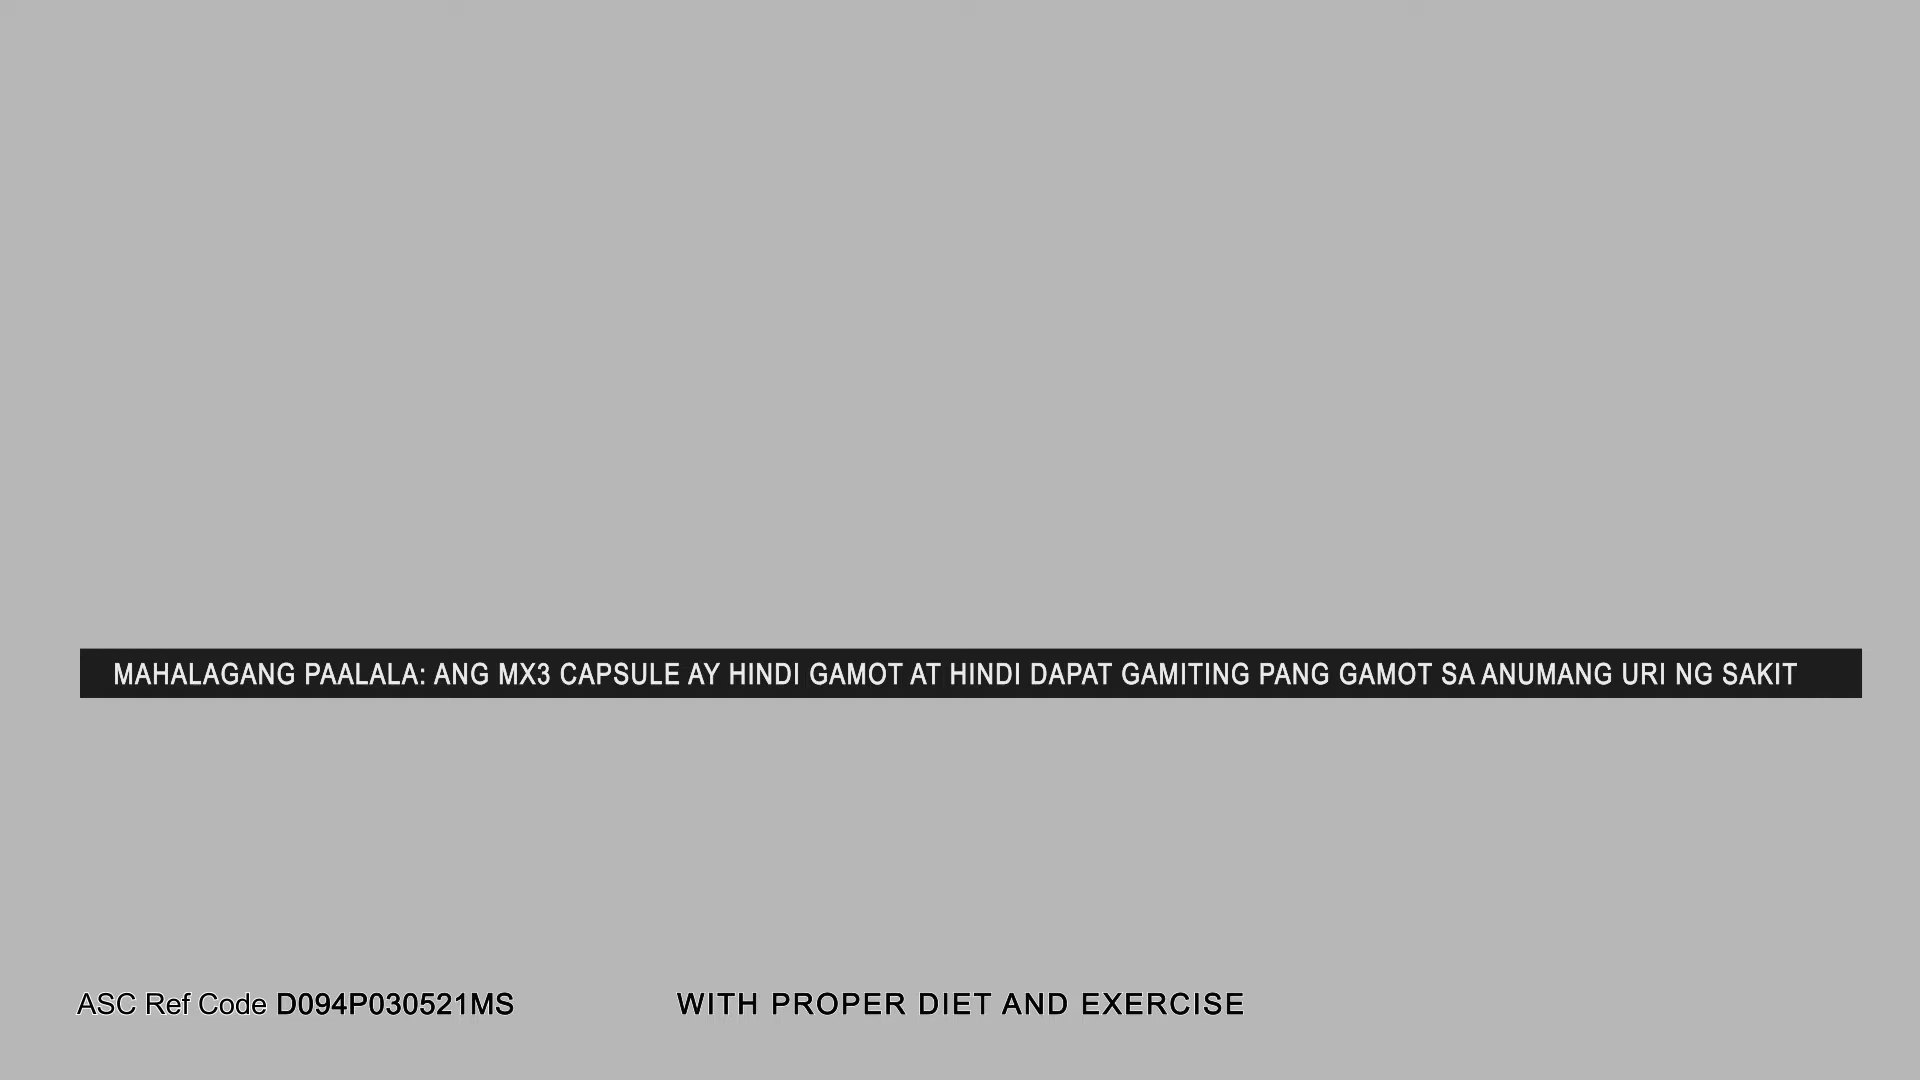 MAHALAGANG PAALALA: ANG MX3 CAPSULE AY HINDI GAMOT AT HINDI DAPAT GAMITING PANG GAMOT SA ANUMANG URI NG SAKIT
ASC Ref Code D094P030521MS WITH PROPER DIET AND EXERCISE